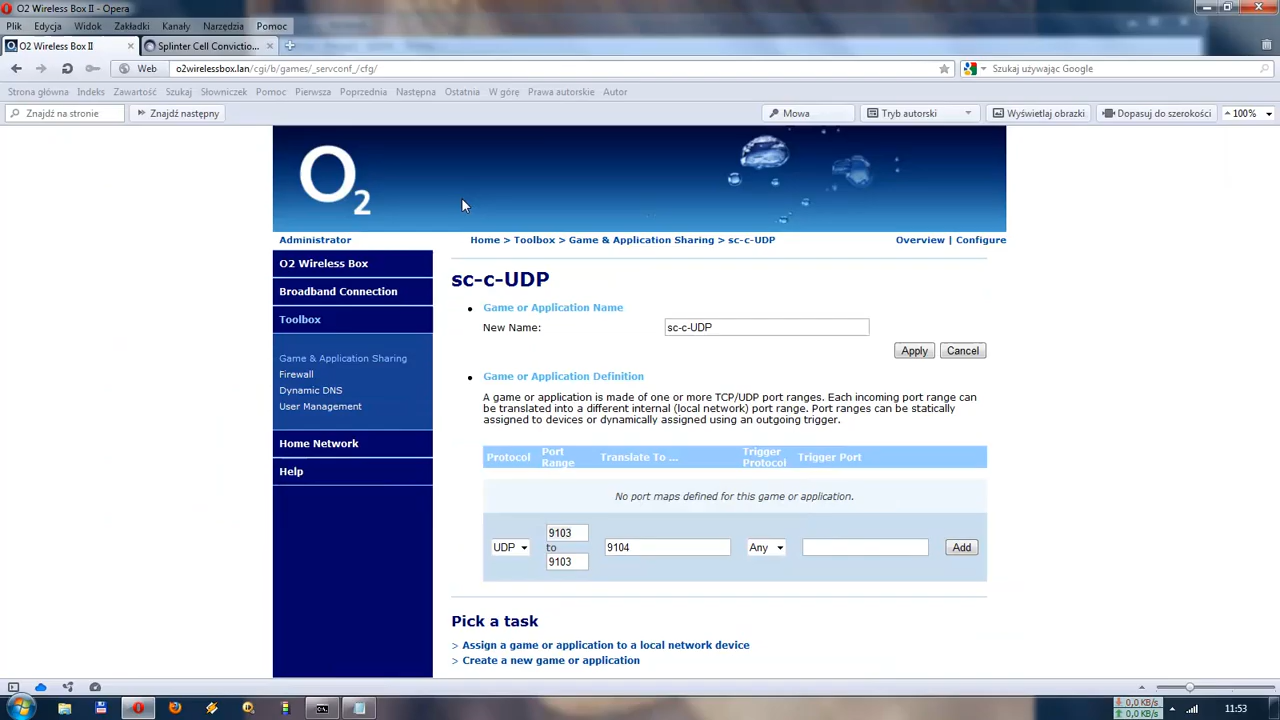 O2 Wireless Box II - Opera
Plik Edycja Widok Zakładki Kanały Narzędzia Pomoc
O2 Wireless Box II
Splinter Cell Convictio...
Web o2wirelessbox.lan/cgi/b/games/_servconf_/cfg/
Szukaj używając Google
Strona główna Indeks Zawartość Szukaj Słowniczek Pomoc Pierwsza Poprzednia Następna Ostatnia W górę Prawa autorskie Autor
Znajdź na stronie Znajdź następny Mowa Tryb autorski Wyświetlaj obrazki Dopasuj do szerokości 100%
O2
Administrator
Home > Toolbox > Game & Application Sharing > sc-c-UDP
Overview | Configure
O2 Wireless Box
Broadband Connection
Toolbox
Game & Application Sharing
Firewall
Dynamic DNS
User Management
Home Network
Help
sc-c-UDP
Game or Application Name
New Name: sc-c-UDP
Apply Cancel
Game or Application Definition
A game or application is made of one or more TCP/UDP port ranges. Each incoming port range can
be translated into a different internal (local network) port range. Port ranges can be statically
assigned to devices or dynamically assigned using an outgoing trigger.
Protocol Port Range Translate To ... Trigger Protocol Trigger Port
No port maps defined for this game or application.
UDP 9103 to 9103 9104 Any Add
Pick a task
> Assign a game or application to a local network device
> Create a new game or application
0,0 KB/s
0,0 KB/s
11:53